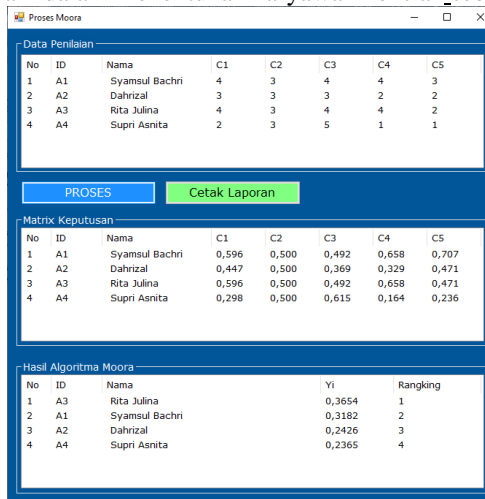 Proses Moora
Data Penilaian
No ID Nama C1 C2 C3 C4 C5
1 A1 Syamsul Bachri 4 3 4 4 3
2 A2 Dahrizal 3 3 3 2 2
3 A3 Rita Julina 4 3 4 4 2
4 A4 Supri Asnita 2 3 5 1 1
PROSES Cetak Laporan
Matrix Keputusan
No ID Nama C1 C2 C3 C4 C5
1 A1 Syamsul Bachri 0,596 0,500 0,492 0,658 0,707
2 A2 Dahrizal 0,447 0,500 0,369 0,329 0,471
3 A3 Rita Julina 0,596 0,500 0,492 0,658 0,471
4 A4 Supri Asnita 0,298 0,500 0,615 0,164 0,236
Hasil Algoritma Moora
No ID Nama Yi Rangking
1 A3 Rita Julina 0,3654 1
2 A1 Syamsul Bachri 0,3182 2
3 A2 Dahrizal 0,2426 3
4 A4 Supri Asnita 0,2365 4